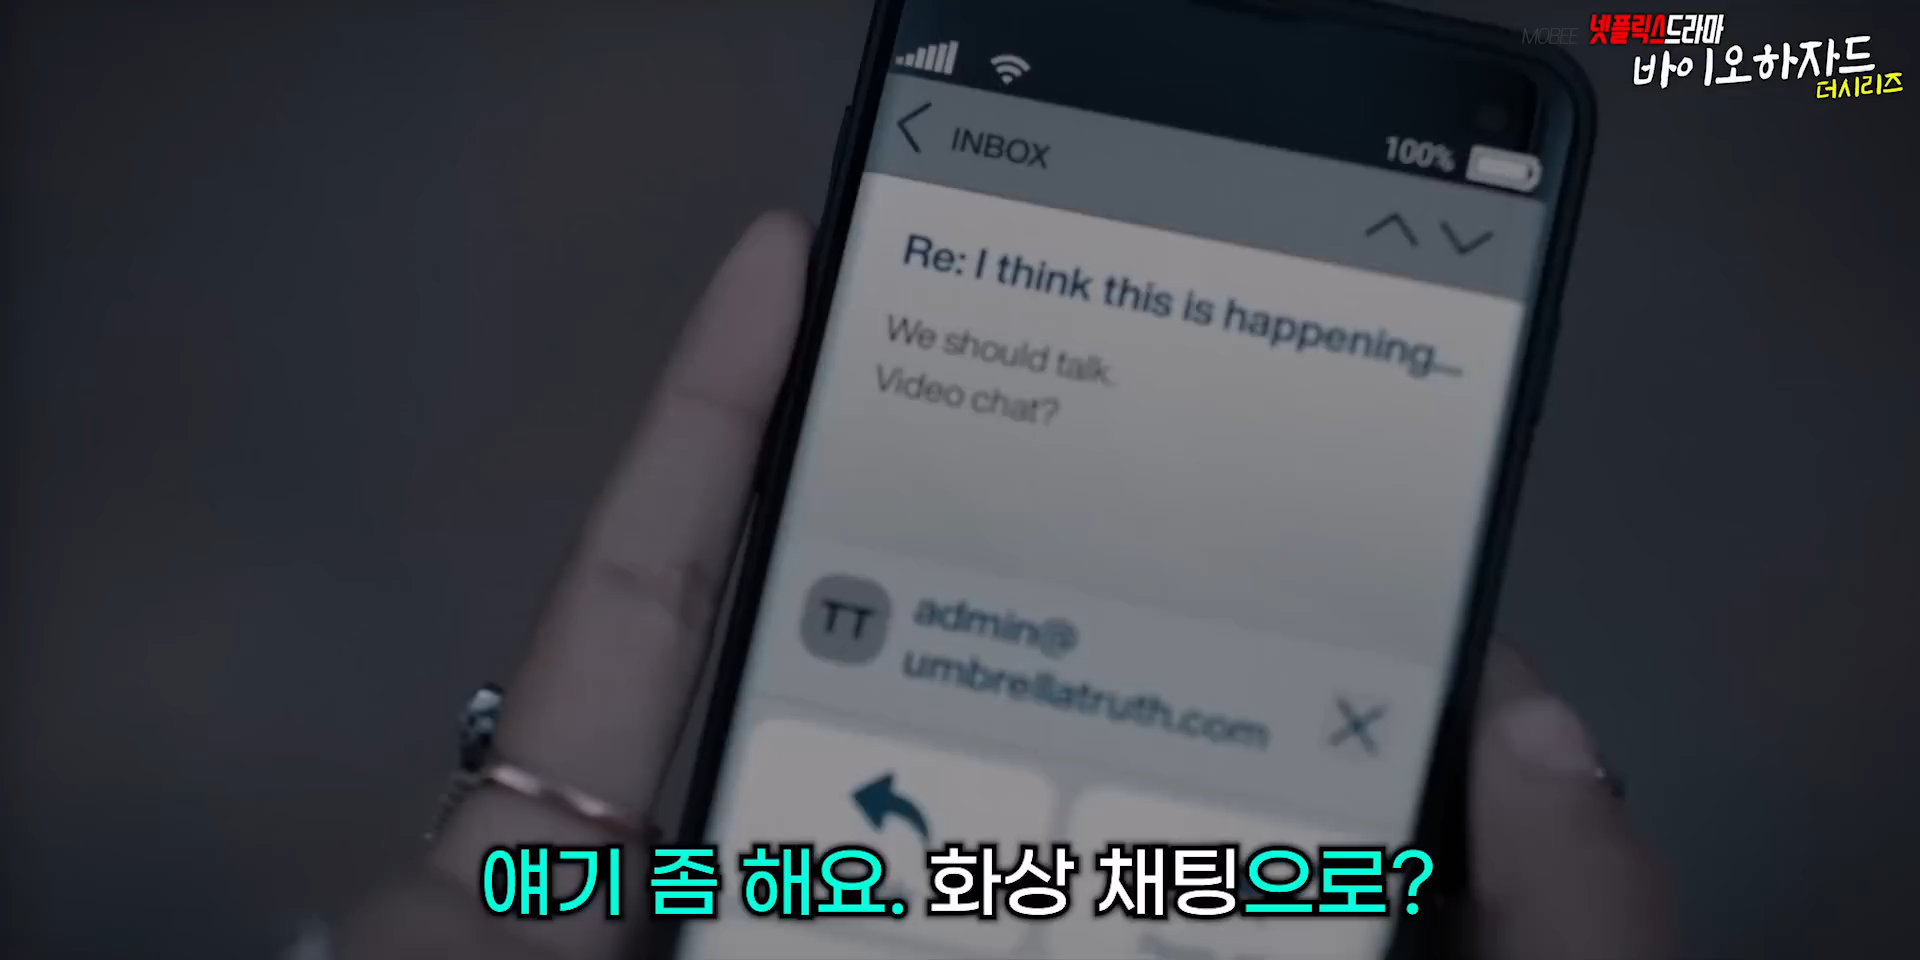 MOBEE
넷플릭스드라마
바이오하자드
더시리즈
INBOX
100%
Re: I think this is happening...
We should talk.
Video chat?
TT
admin@
umbrellatruth.com
얘기 좀 해요. 화상 채팅으로?